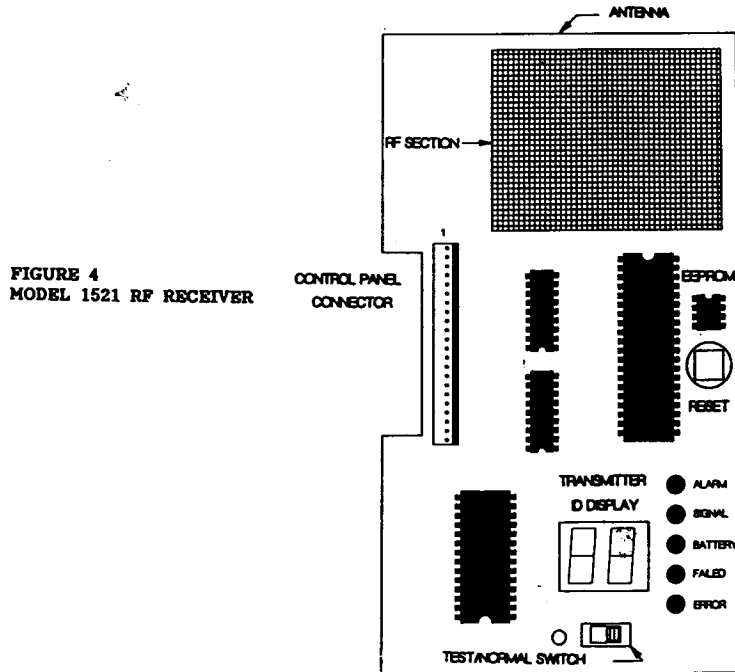 ANTENNA
RF SECTION
1
FIGURE 4
MODEL 1521 RF RECEIVER
CONTROL PANEL
CONNECTOR
EEPROM
RESET
TRANSMITTER
ID DISPLAY
ALARM
SIGNAL
BATTERY
FAILED
ERROR
TEST/NORMAL SWITCH